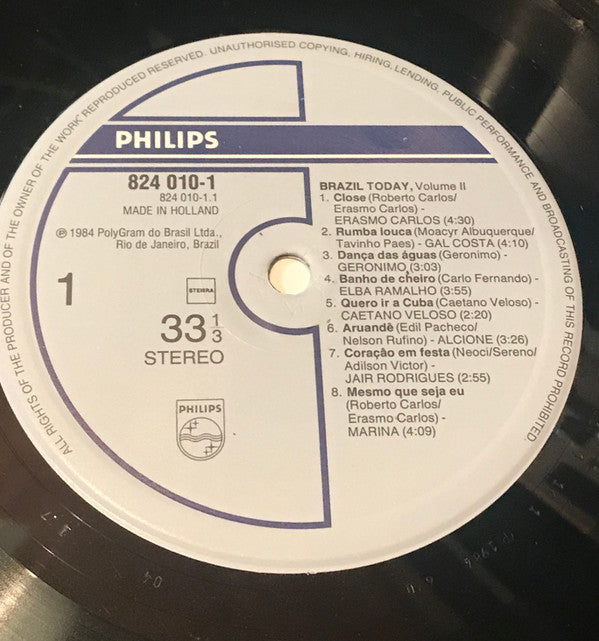 ALL RIGHTS OF THE PRODUCER AND OF THE OWNER OF THE WORK REPRODUCED RESERVED. UNAUTHORISED COPYING, HIRING, LENDING, PUBLIC PERFORMANCE AND BROADCASTING OF THIS RECORD PROHIBITED
PHILIPS
824 010-1
824 010-1.1
MADE IN HOLLAND
℗ 1984 PolyGram do Brasil Ltda.,
Rio de Janeiro, Brazil
1
STEMRA
33 1/3
STEREO
PHILIPS
BRAZIL TODAY, Volume II
1. Close (Roberto Carlos/
Erasmo Carlos) -
ERASMO CARLOS (4:30)
2. Rumba louca (Moacyr Albuquerque/
Tavinho Paes) - GAL COSTA (4:10)
3. Dança das águas (Geronimo) -
GERONIMO (3:03)
4. Banho de cheiro (Carlo Fernando) -
ELBA RAMALHO (3:55)
5. Quero ir a Cuba (Caetano Veloso) -
CAETANO VELOSO (2:20)
6. Aruandê (Edil Pacheco/
Nelson Rufino) - ALCIONE (3:26)
7. Coração em festa (Neoci/Sereno/
Adilson Victor) -
JAIR RODRIGUES (2:55)
8. Mesmo que seja eu
(Roberto Carlos/
Erasmo Carlos) -
MARINA (4:09)